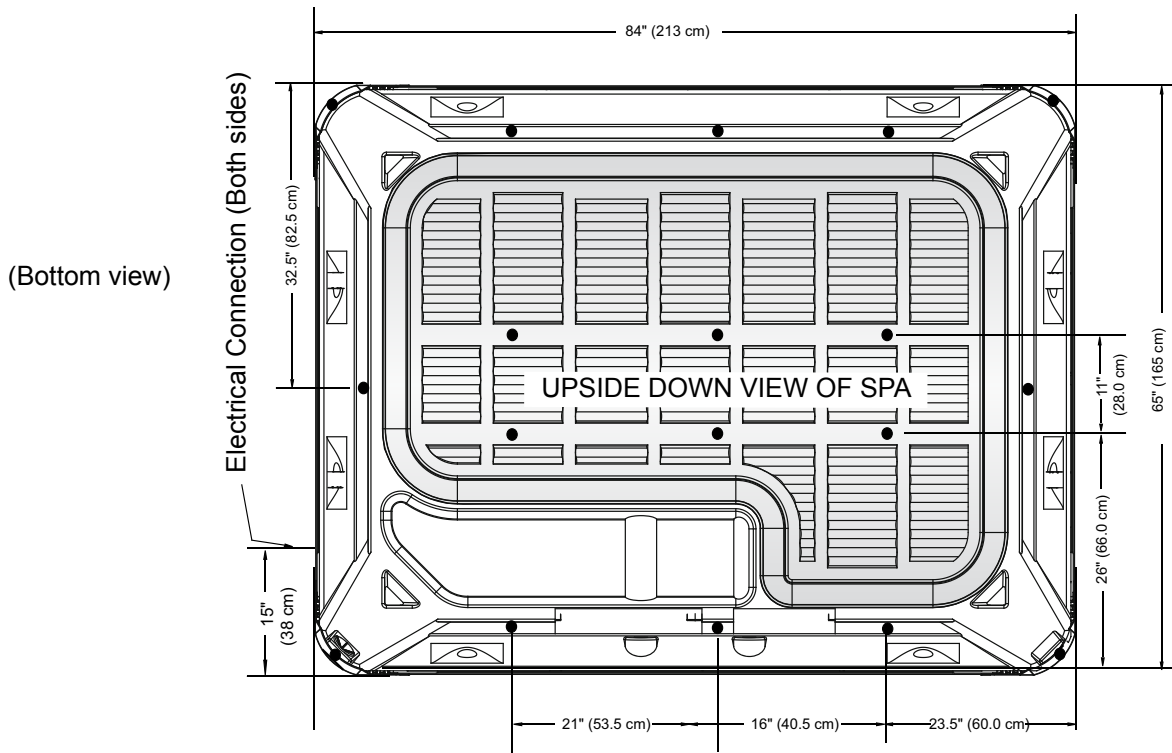 84" (213 cm)
Electrical Connection (Both sides)
32.5" (82.5 cm)
(Bottom view)
UPSIDE DOWN VIEW OF SPA
11"
(28.0 cm)
65" (165 cm)
26" (66.0 cm)
15"
(38 cm)
21" (53.5 cm)
16" (40.5 cm)
23.5" (60.0 cm)